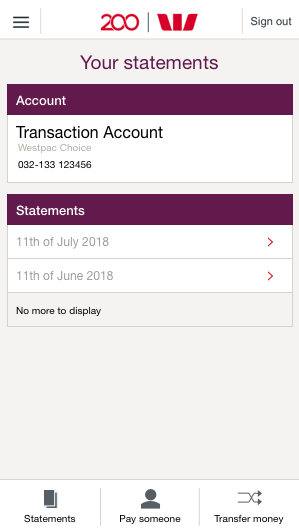 200
Sign out
Your statements
Account
Transaction Account
Westpac Choice
032-133 123456
Statements
11th of July 2018
11th of June 2018
No more to display
Statements
Pay someone
Transfer money